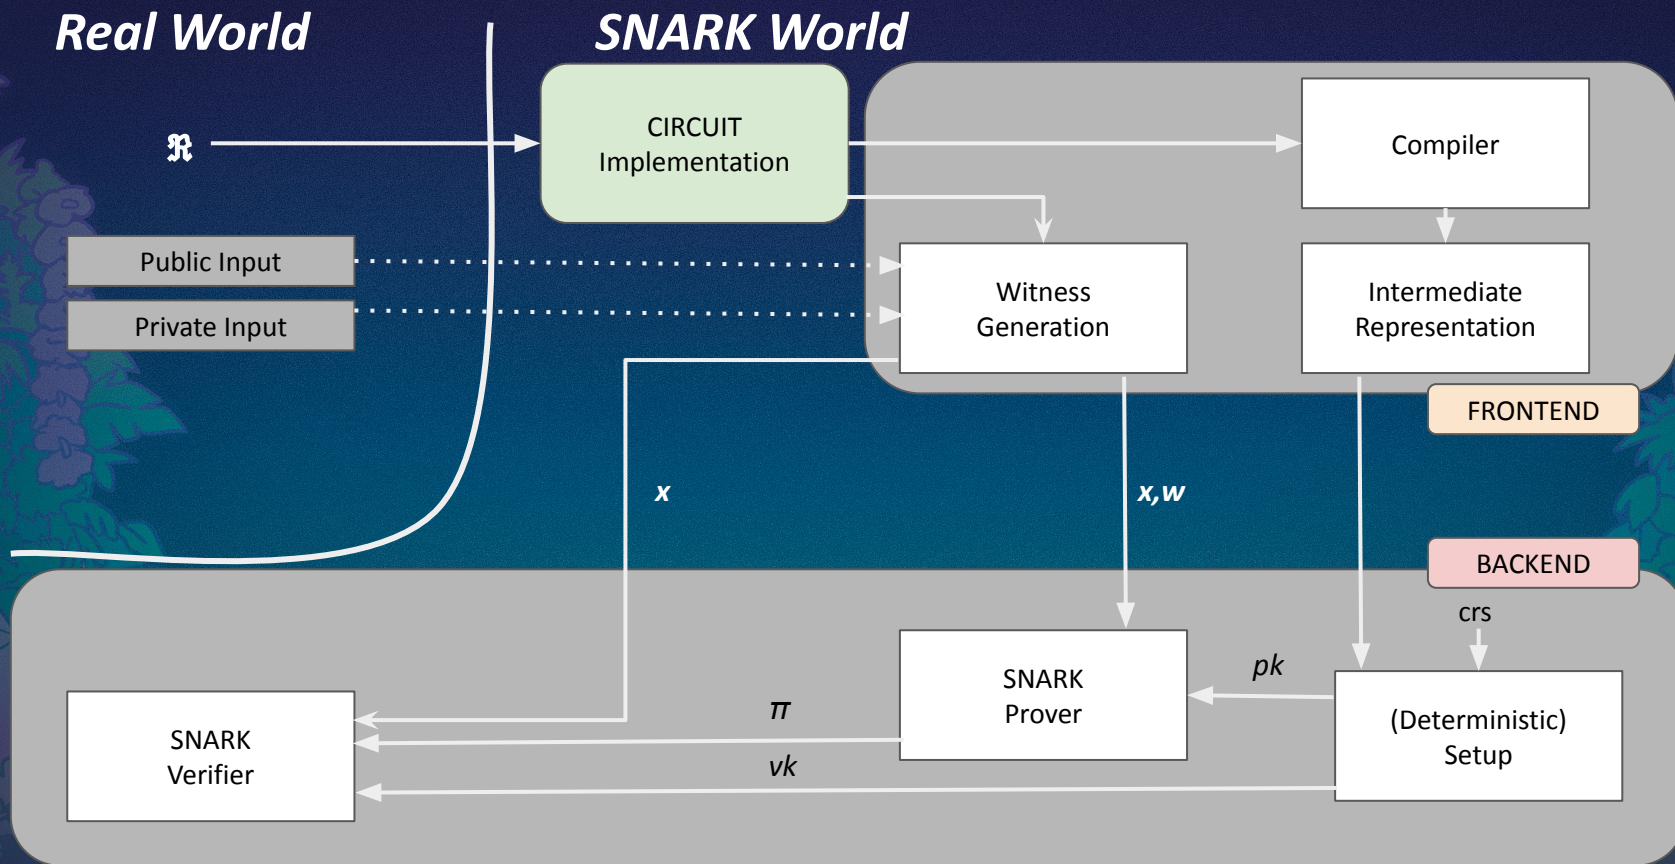 Real World
SNARK World
ℜ
CIRCUIT
Implementation
Compiler
Public Input
Private Input
Witness
Generation
Intermediate
Representation
FRONTEND
x
x,w
BACKEND
crs
SNARK
Prover
pk
(Deterministic)
Setup
π
vk
SNARK
Verifier